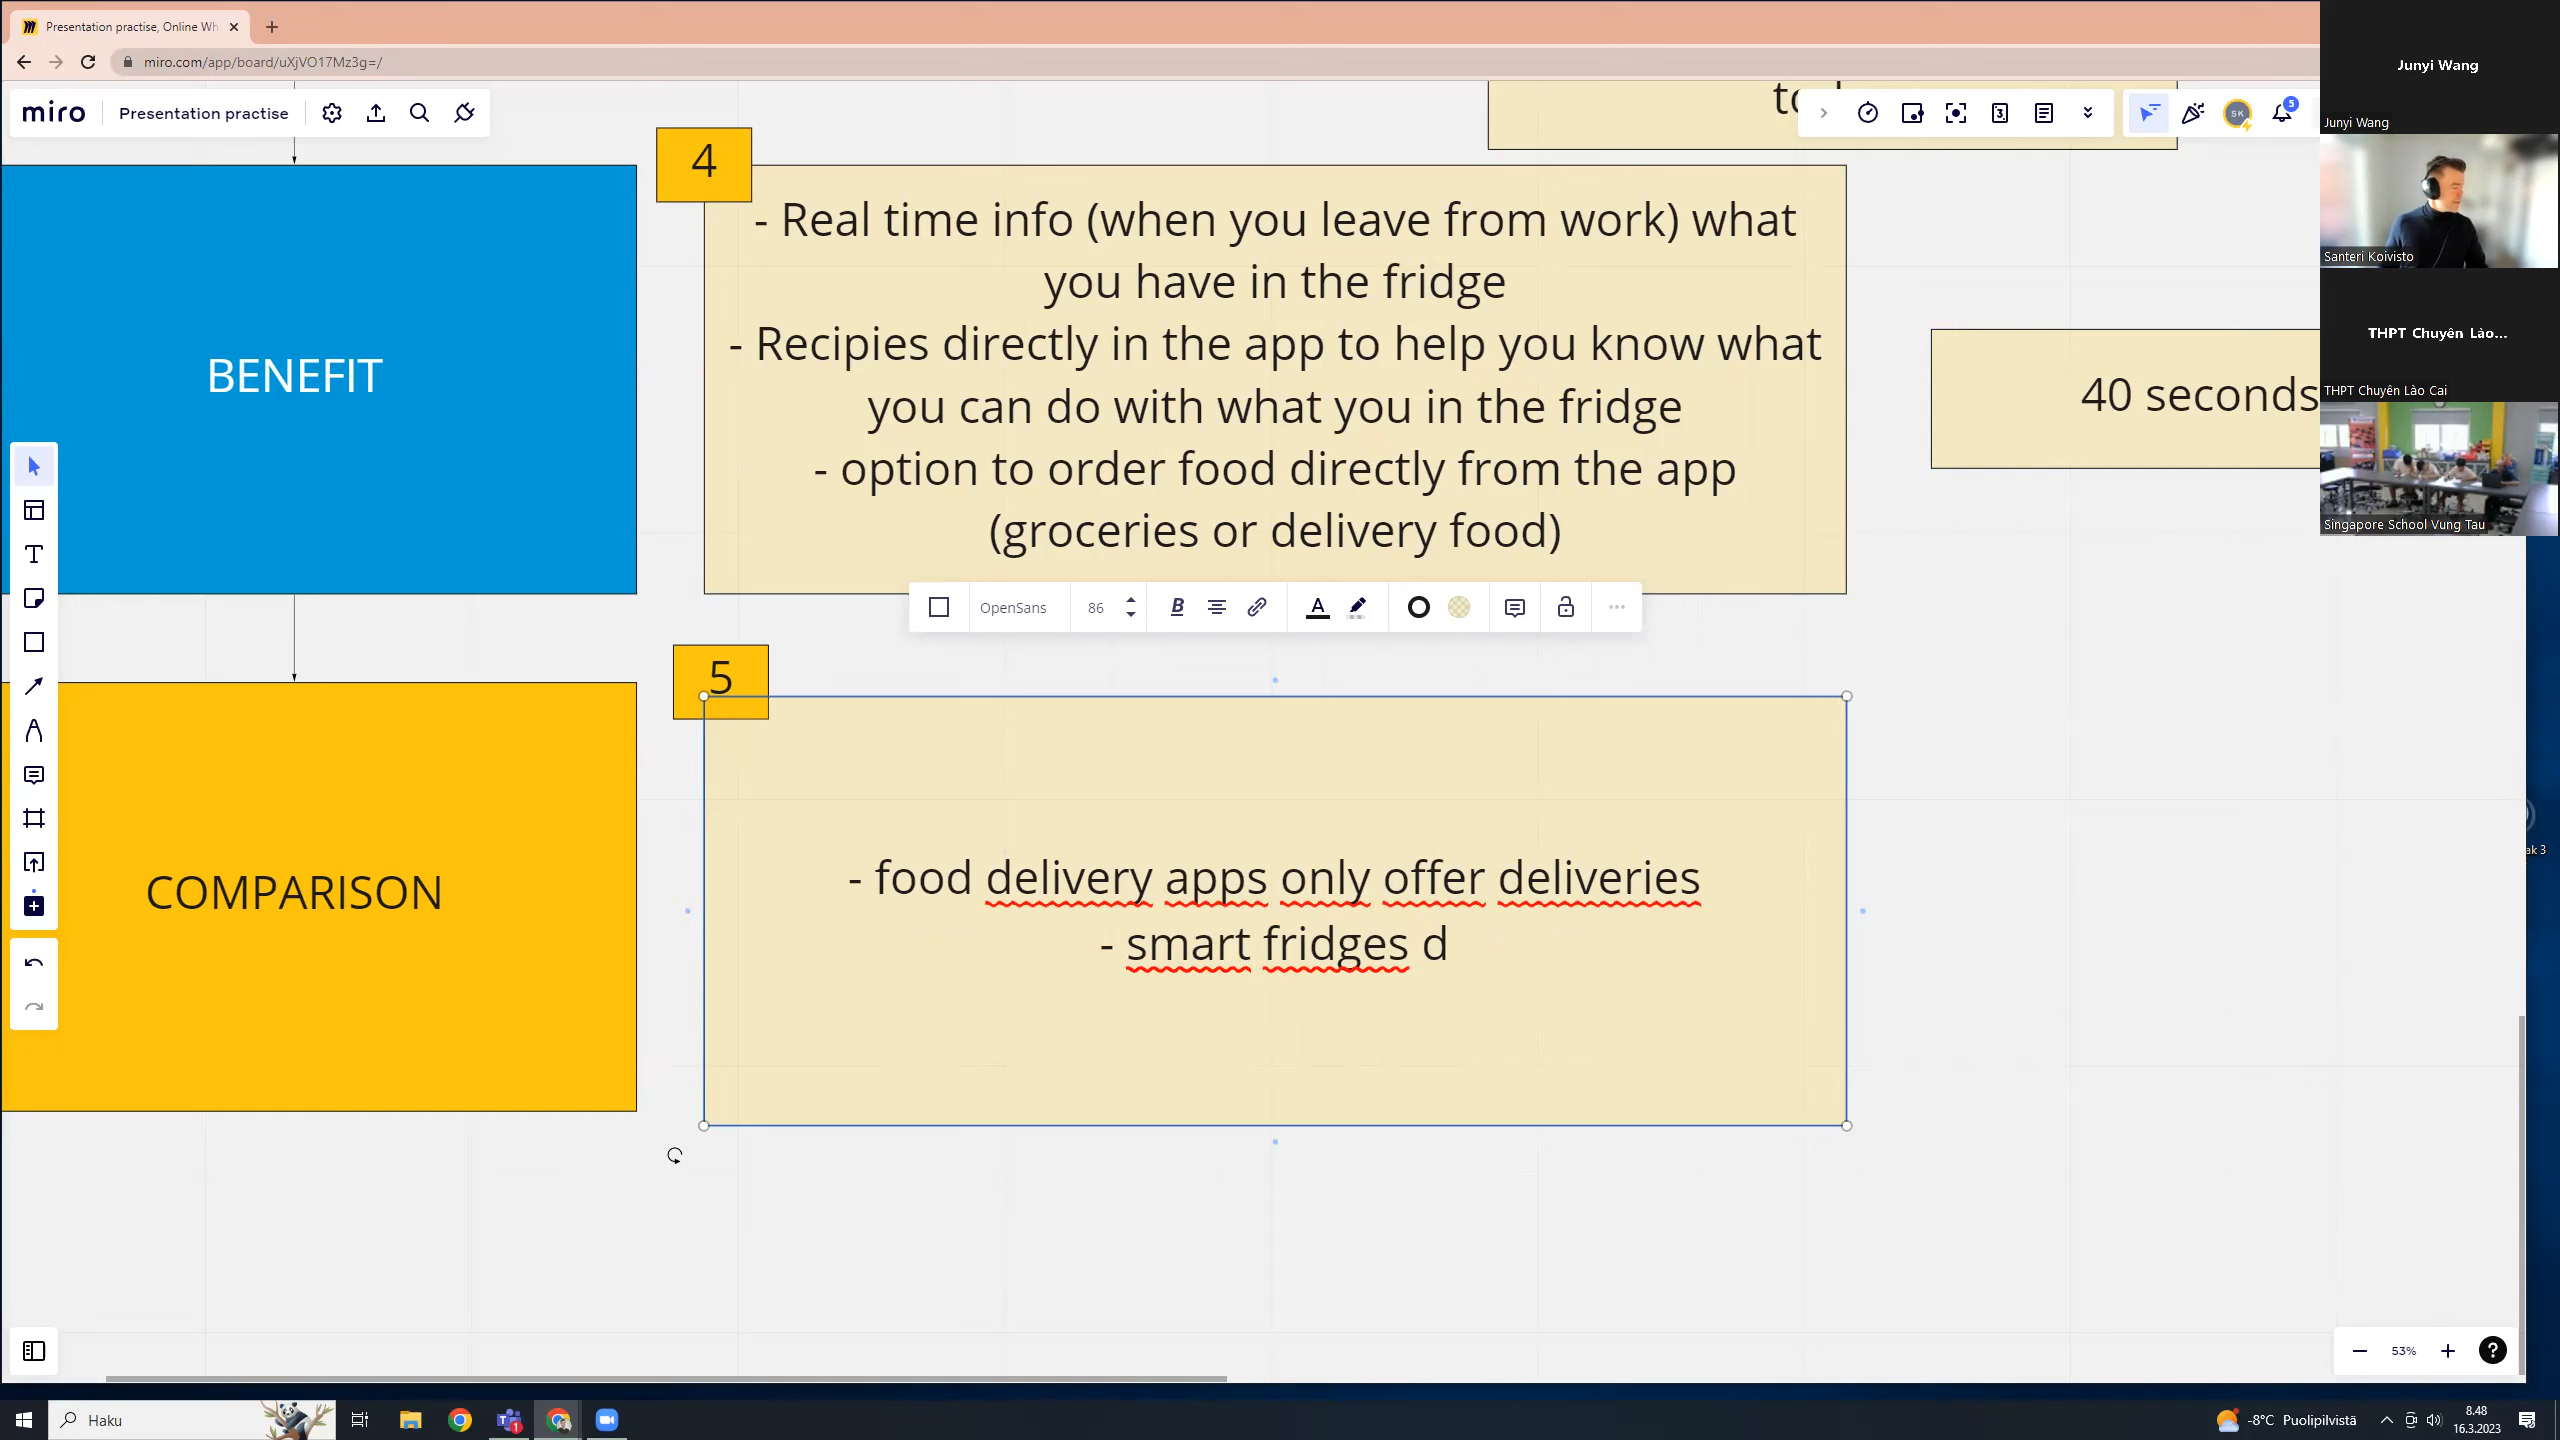 Presentation practise, Online Wh
miro.com/app/board/uXjVO17Mz3g=/
miro
Presentation practise
SK
5
Junyi Wang
Junyi Wang
Santeri Koivisto
THPT Chuyên Lào...
THPT Chuyên Lào Cai
Singapore School Vung Tau
4
- Real time info (when you leave from work) what
you have in the fridge
- Recipies directly in the app to help you know what
you can do with what you in the fridge
- option to order food directly from the app
(groceries or delivery food)
BENEFIT
40 seconds
OpenSans
86
B
A
5
COMPARISON
- food delivery apps only offer deliveries
- smart fridges d
ak 3
53%
?
Haku
1
-8°C Puolipilvistä
8.48
16.3.2023